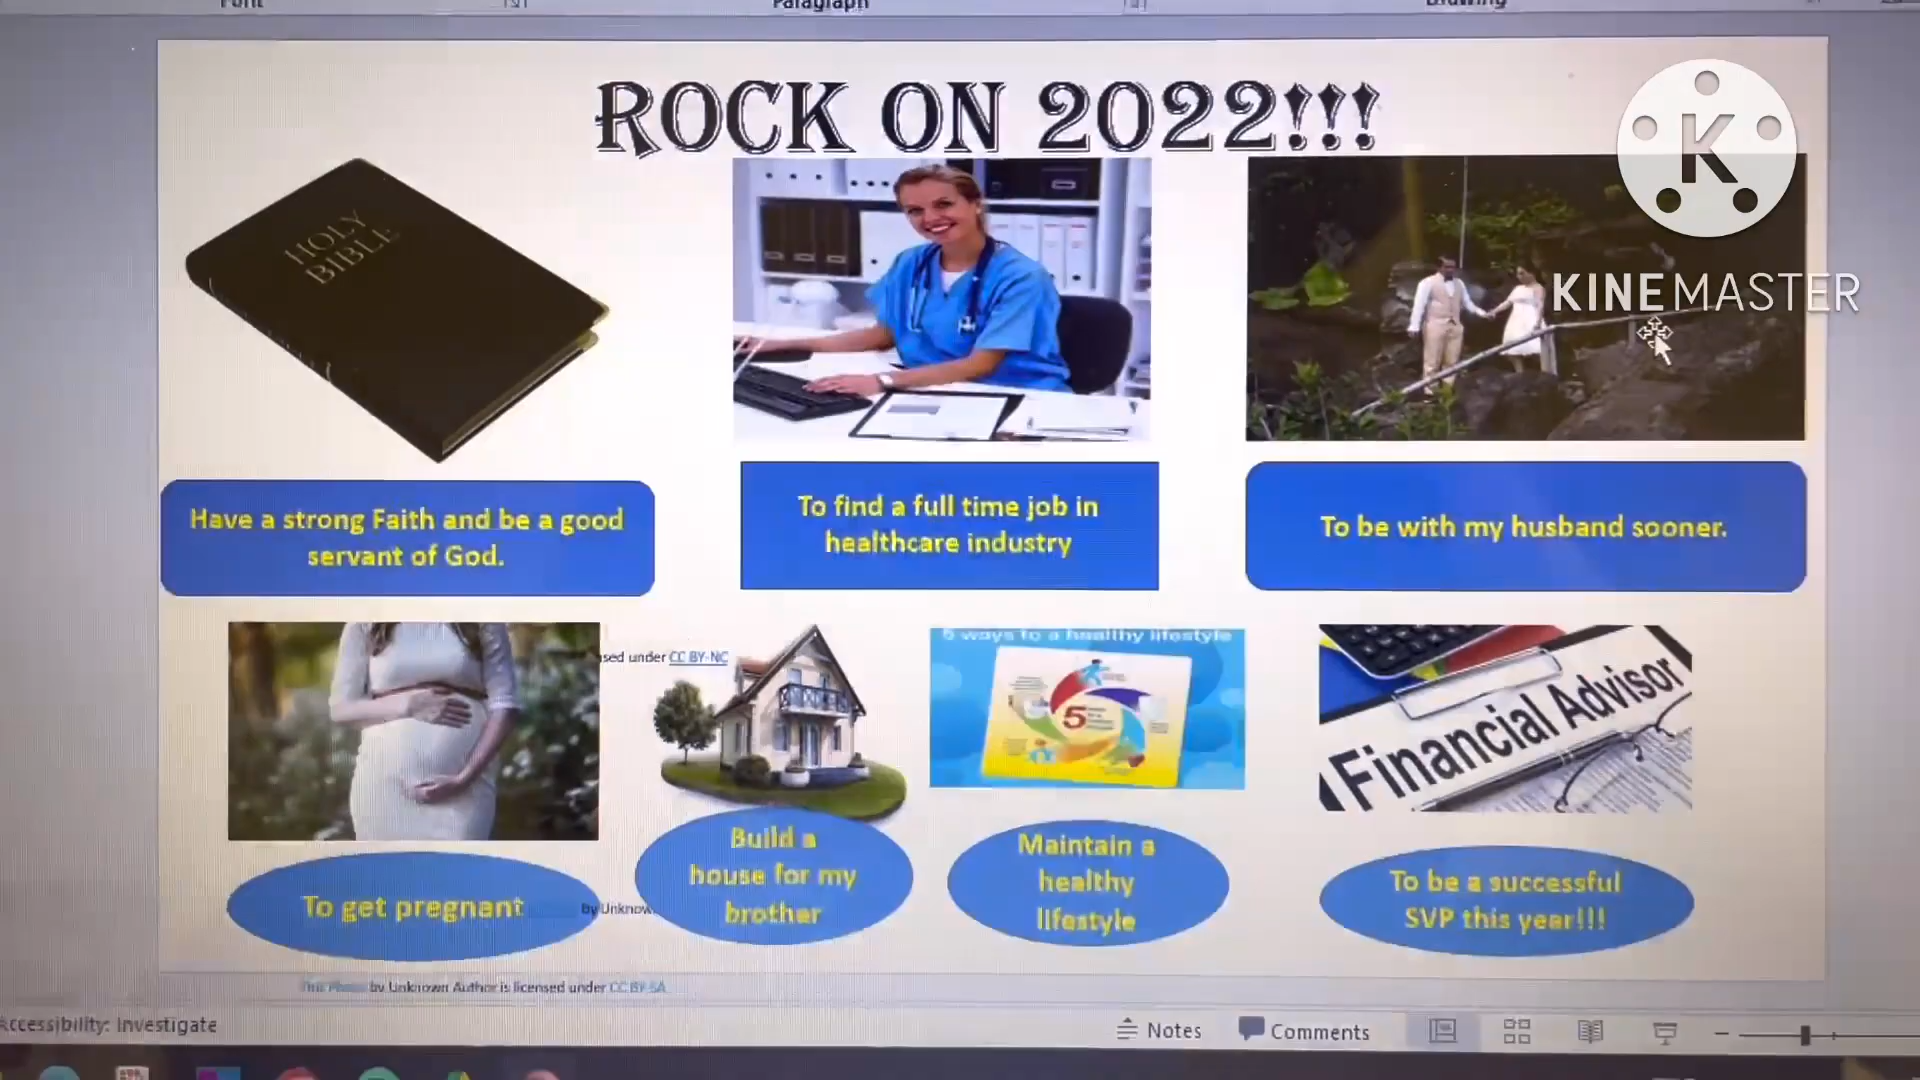 Font
Paragraph
Drawing
ROCK ON 2022!!!
K
KINEMASTER
HOLY
BIBLE
Have a strong Faith and be a good
servant of God.
To find a full time job in
healthcare industry
To be with my husband sooner.
sed under CC BY-NC
5 ways to a healthy lifestyle
5
Financial Advisor
To get pregnant
by Unknow
Build a
house for my
brother
Maintain a
healthy
lifestyle
To be a successful
SVP this year!!!
This Photo by Unknown Author is licensed under CC BY-SA
Accessibility: Investigate
Notes
Comments